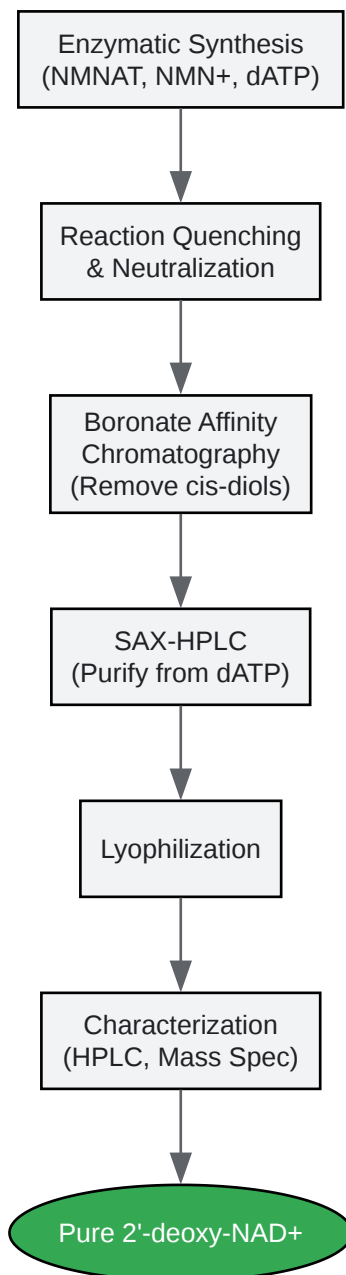 Enzymatic Synthesis
(NMNAT, NMN+, dATP)
Reaction Quenching
& Neutralization
Boronate Affinity
Chromatography
(Remove cis-diols)
SAX-HPLC
(Purify from dATP)
Lyophilization
Characterization
(HPLC, Mass Spec)
Pure 2'-deoxy-NAD+